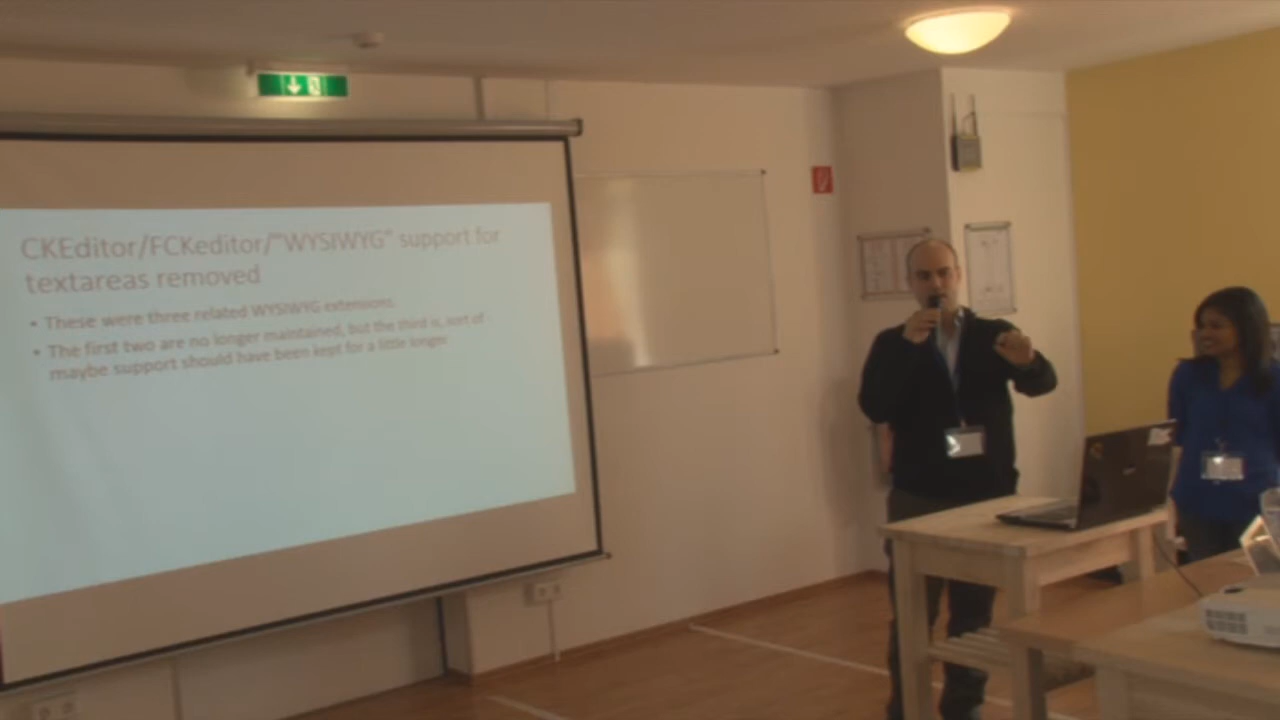 CKEditor/FCKeditor/"WYSIWYG" support for
textareas removed
• These were three related WYSIWYG extensions.
• The first two are no longer maintained, but the third is, sort of
maybe support should have been kept for a little longer